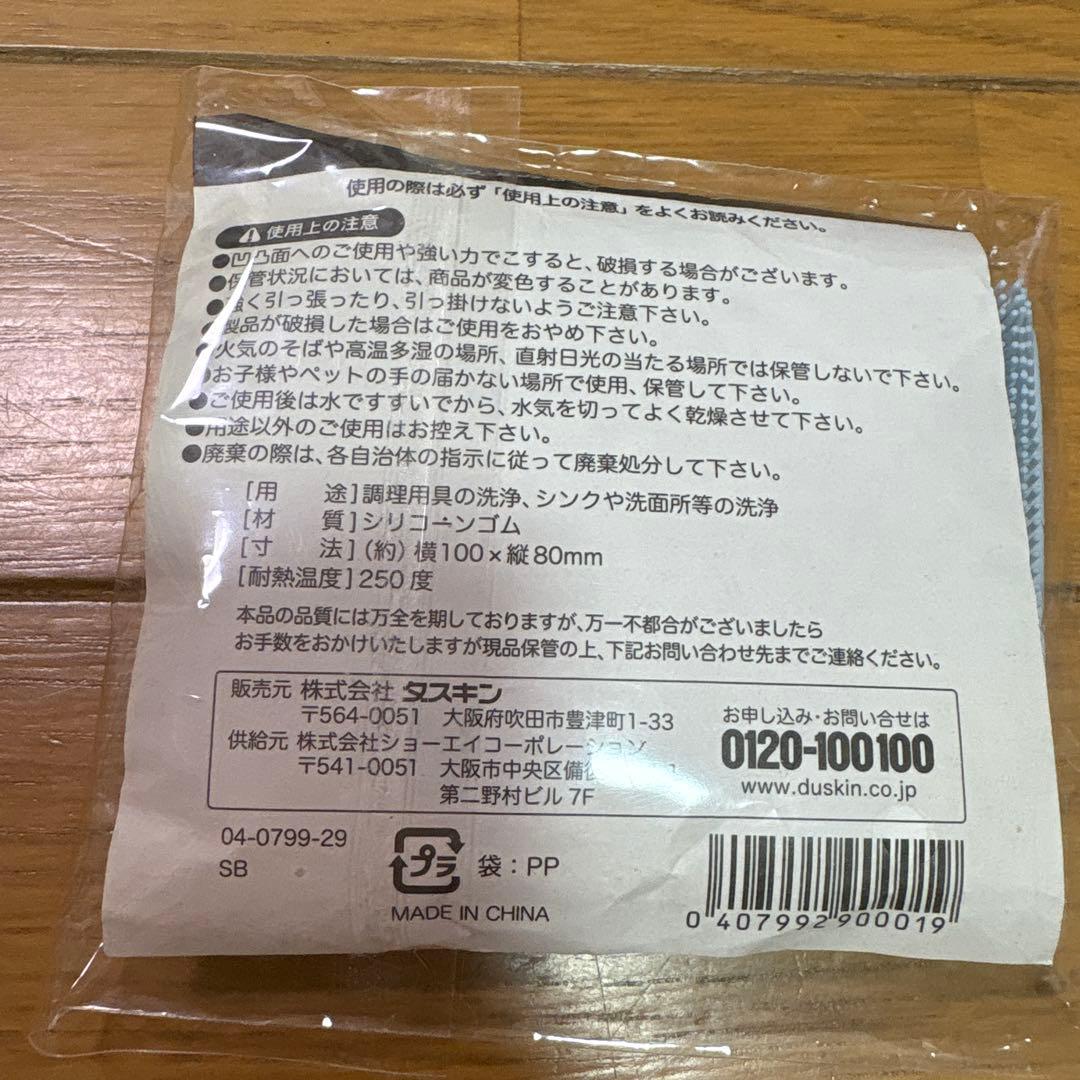 使用の際は必ず「使用上の注意」をよくお読みください。
使用上の注意
●凹凸面へのご使用や強い力でこすると、破損する場合がございます。
●保管状況においては、商品が変色することがあります。
●強く引っ張ったり、引っ掛けないようご注意下さい。
●製品が破損した場合はご使用をおやめ下さい。
●火気のそばや高温多湿の場所、直射日光の当たる場所では保管しないで下さい。
●お子様やペットの手の届かない場所で使用、保管して下さい。
●ご使用後は水ですすいでから、水気を切ってよく乾燥させて下さい。
●用途以外のご使用はお控え下さい。
●廃棄の際は、各自治体の指示に従って廃棄処分して下さい。
[用　　途]調理用具の洗浄、シンクや洗面所等の洗浄
[材　　質]シリコーンゴム
[寸　　法](約)横100×縦80mm
[耐熱温度]250度
本品の品質には万全を期しておりますが、万一不都合がございましたら
お手数をおかけいたしますが現品保管の上、下記お問い合わせ先までご連絡ください。
販売元 株式会社 ダスキン
〒564-0051 大阪府吹田市豊津町1-33
供給元 株式会社ショーエイコーポレーション
〒541-0051 大阪市中央区備
第二野村ビル 7F
お申し込み・お問い合せは
0120-100100
www.duskin.co.jp
04-0799-29
SB
プラ 袋：PP
MADE IN CHINA
0 407992 900019